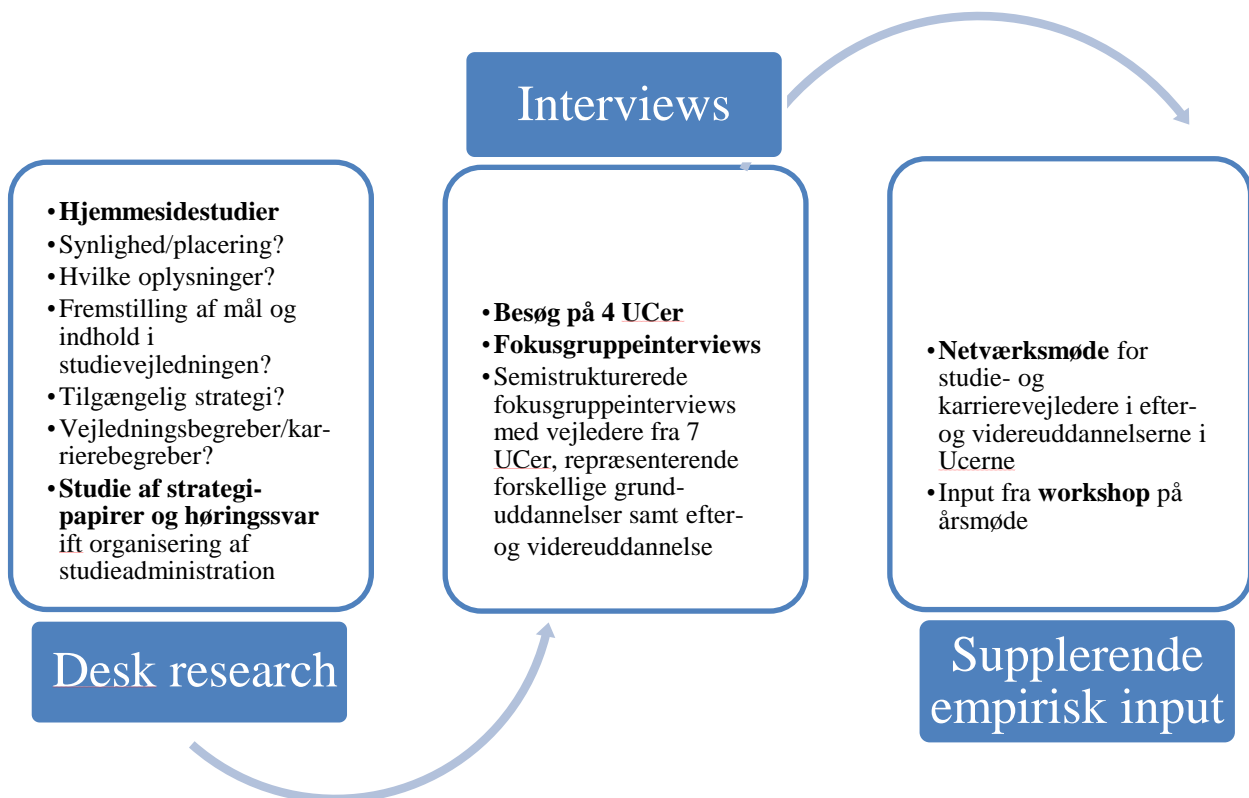 Interviews
•Hjemmesidestudier
•Synlighed/placering?
•Hvilke oplysninger?
•Fremstilling af mål og
indhold i
studievejledningen?
•Tilgængelig strategi?
•Vejledningsbegreber/kar-
rierebegreber?
•Studie af strategi-
papirer og høringssvar
ift organisering af
studieadministration
Desk research
•Besøg på 4 UCer
•Fokusgruppeinterviews
•Semistrukturerede
fokusgruppeinterviews
med vejledere fra 7
UCer, repræsenterende
forskellige grund-
uddannelser samt efter-
og videreuddannelse
•Netværksmøde for
studie- og
karrierevejledere i efter-
og videreuddannelserne i
Ucerne
•Input fra workshop på
årsmøde
Supplerende
empirisk input